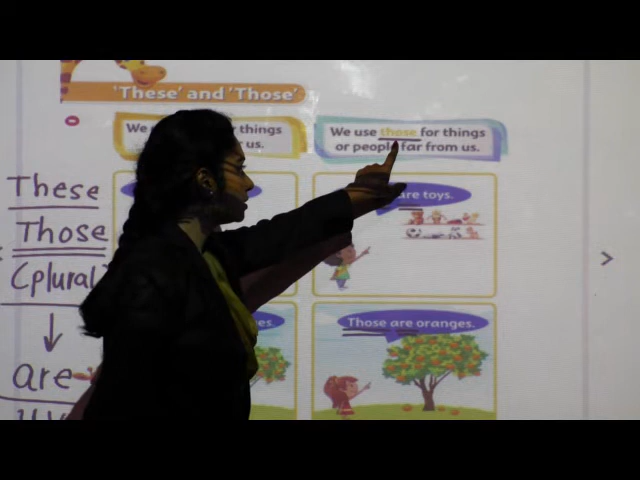 'These' and 'Those'
We things
us.
We use those for things
or people far from us.
These
Those
(plural
are
are toys.
Those are oranges.